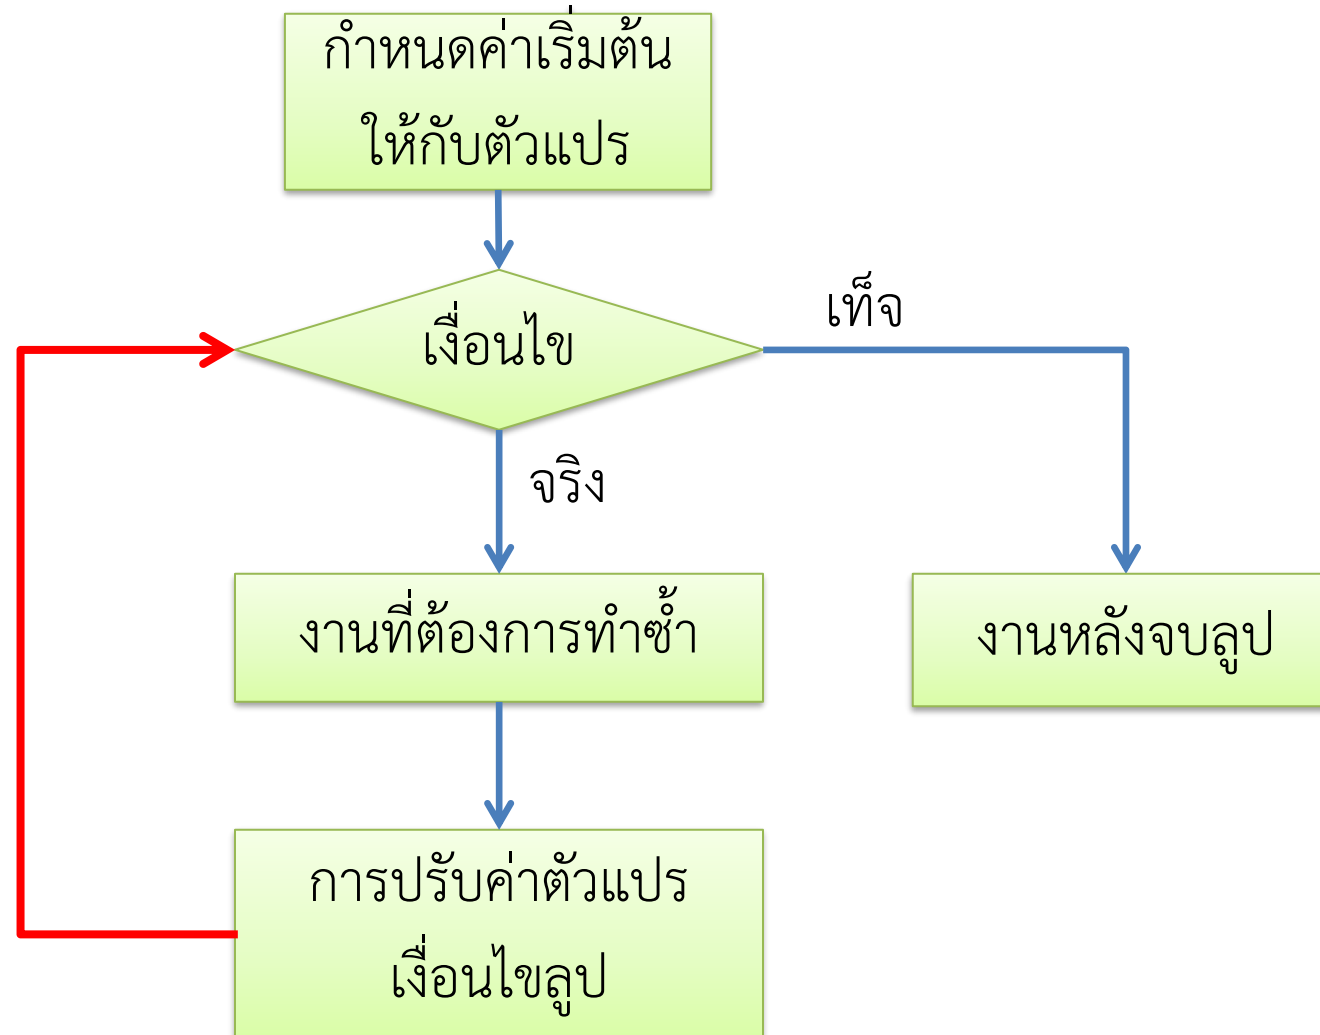 กำหนดค่าเริ่มต้น
ให้กับตัวแปร
เงื่อนไข
เท็จ
จริง
งานที่ต้องการทำซ้ำ
งานหลังจบลูป
การปรับค่าตัวแปร
เงื่อนไขลูป